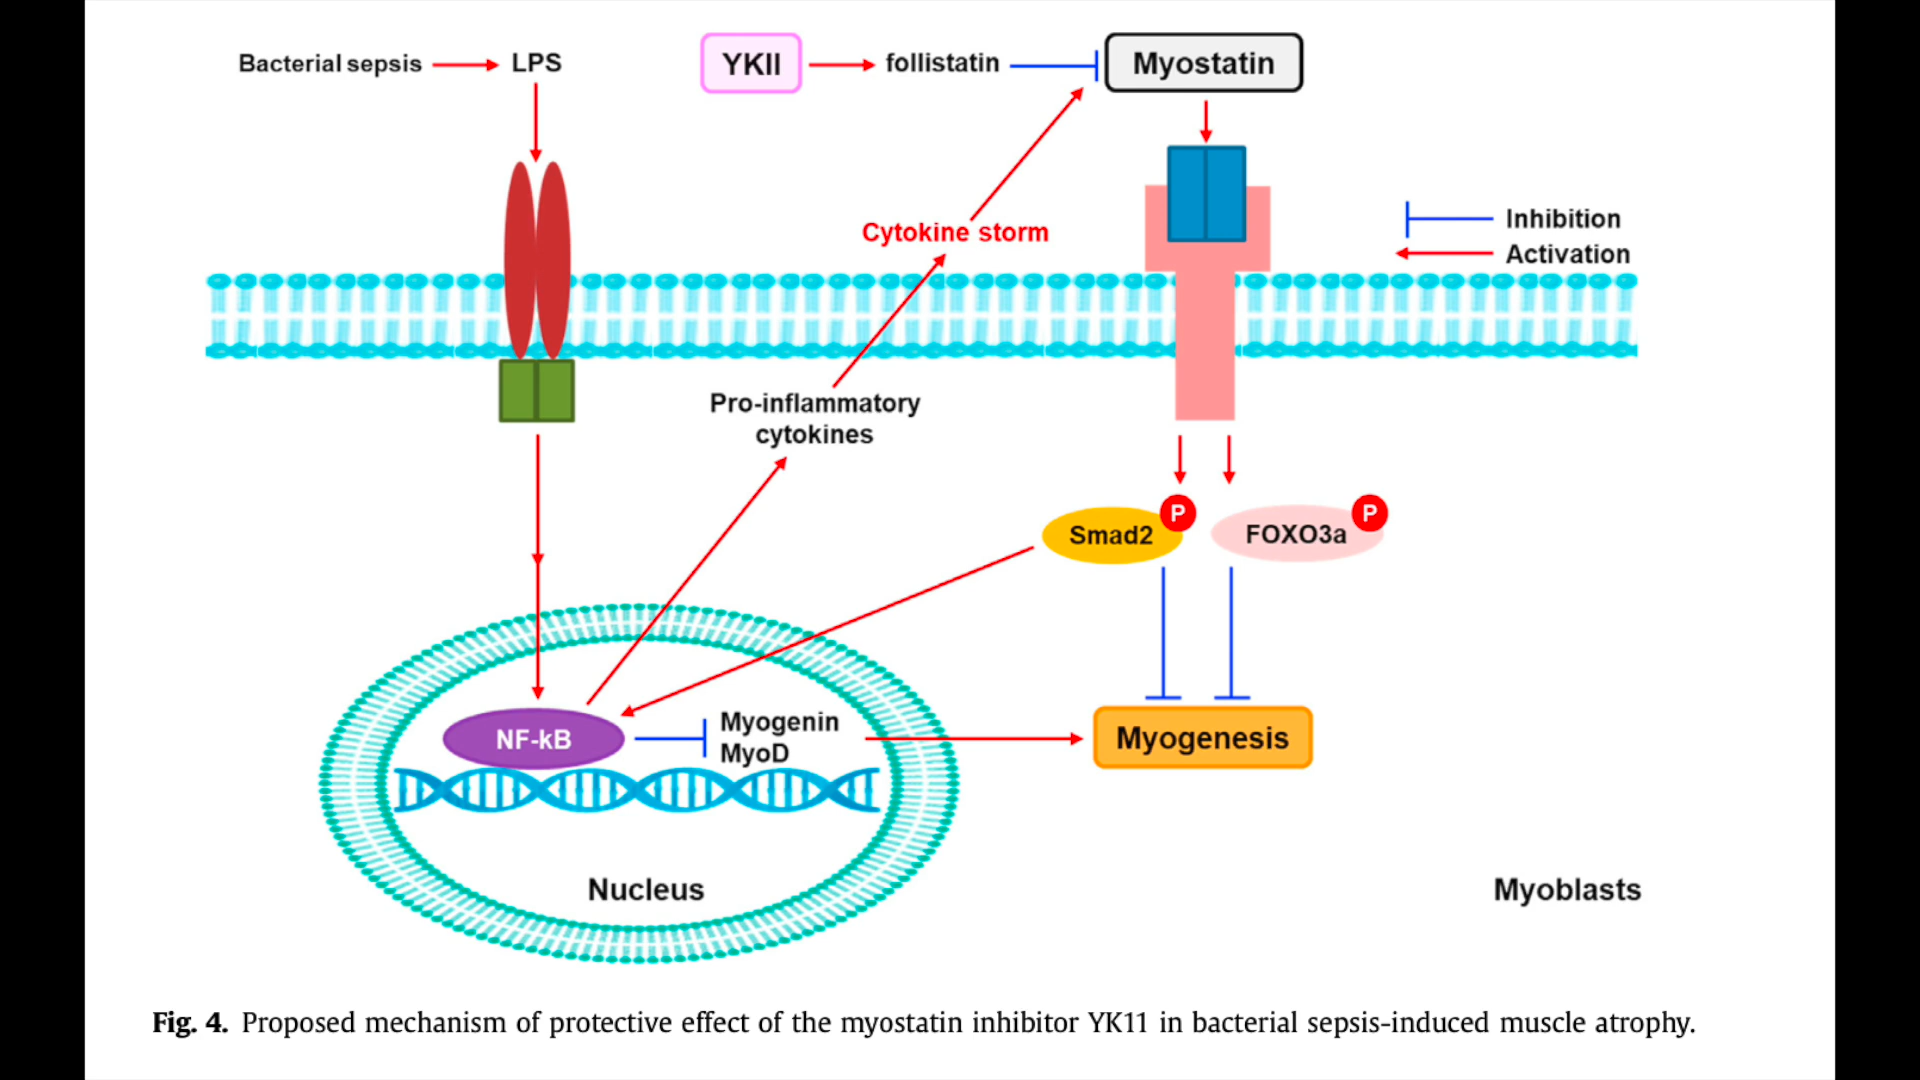 Bacterial sepsis
LPS
YKII
follistatin
Myostatin
Cytokine storm
Inhibition
Activation
Pro-inflammatory
cytokines
Smad2
P
FOXO3a
P
NF-kB
Myogenin
MyoD
Myogenesis
Nucleus
Myoblasts
Fig. 4. Proposed mechanism of protective effect of the myostatin inhibitor YK11 in bacterial sepsis-induced muscle atrophy.